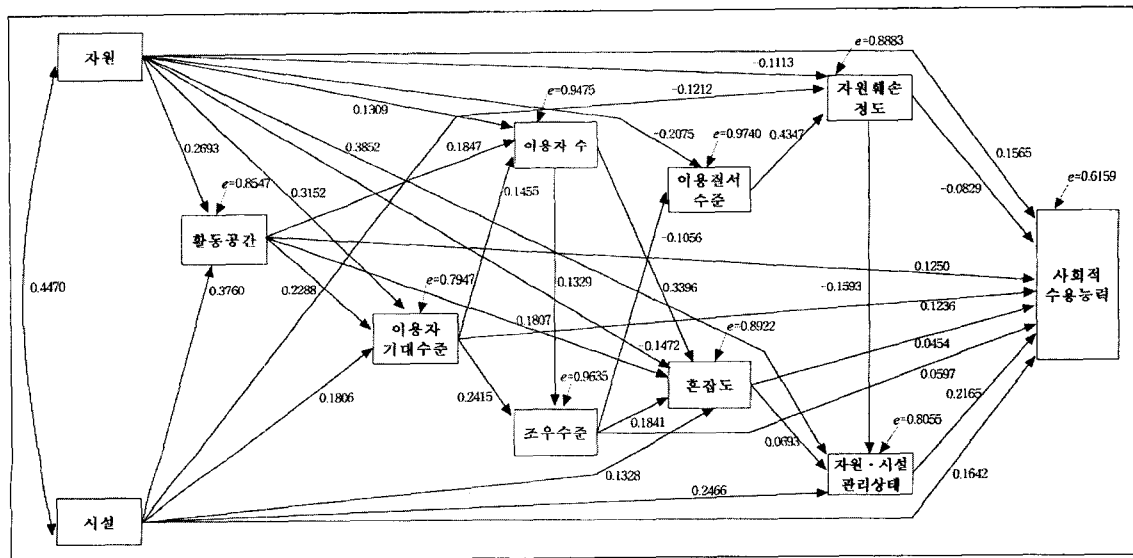 자원
e=0.8883
-0.1113
자원훼손
정도
e=0.9475
-0.1212
0.1309
이용자 수
0.3852
-0.2075
e=0.9740
0.4347
0.1565
0.2693
0.1847
이용질서
수준
e=0.6159
e=0.8547
0.3152
-0.1455
-0.0829
활동공간
-0.1056
사회적
수용능력
0.1250
0.4470
0.3760
0.2288
e=0.7947
-0.1329
0.3396
-0.1593
0.1236
이용자
기대수준
0.1807
e=0.8922
-0.1472
0.0454
혼잡도
0.0597
0.1806
0.2415
e=0.9635
0.2165
조우수준
0.1841
e=0.8055
0.0693
자원·시설
관리상태
0.1328
0.2466
0.1642
시설